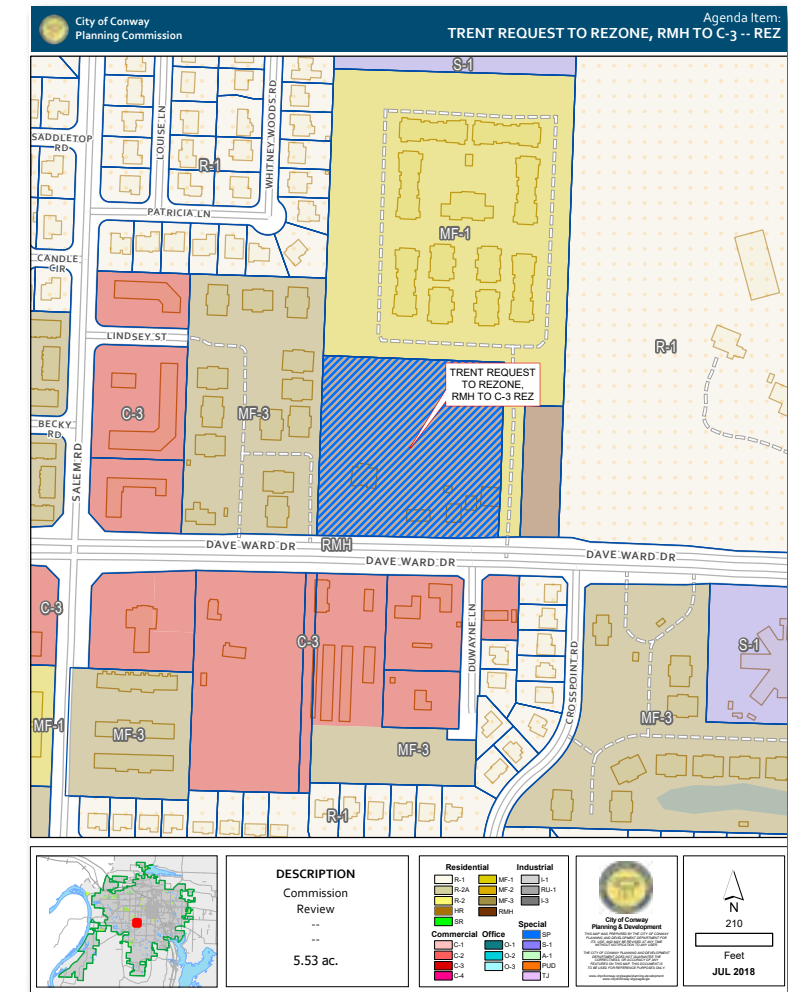 City of Conway
Planning Commission
Agenda Item:
TRENT REQUEST TO REZONE, RMH TO C-3 -- REZ
S-1
SADDLETOP
RD
LOUISE LN
WHITNEY WOODS RD
R-1
PATRICIA LN
MF-1
CANDLE
CIR
LINDSEY ST
R-1
TRENT REQUEST
TO REZONE,
RMH TO C-3 REZ
C-3
MF-3
BECKY
RD
SALEM RD
DAVE WARD DR
RMH
DAVE WARD DR
DAVE WARD DR
C-3
C-3
DUWAYNE LN
CROSSPOINT RD
S-1
MF-1
MF-3
MF-3
MF-3
R-1
DESCRIPTION
Commission
Review
--
--
5.53 ac.
Residential
R-1
R-2A
R-2
HR
SR
MF-1
MF-2
MF-3
RMH
Industrial
I-1
RU-1
I-3
Commercial
C-1
C-2
C-3
C-4
Office
O-1
O-2
O-3
Special
SP
S-1
A-1
PUD
TJ
City of Conway
Planning & Development
N
210
Feet
JUL 2018